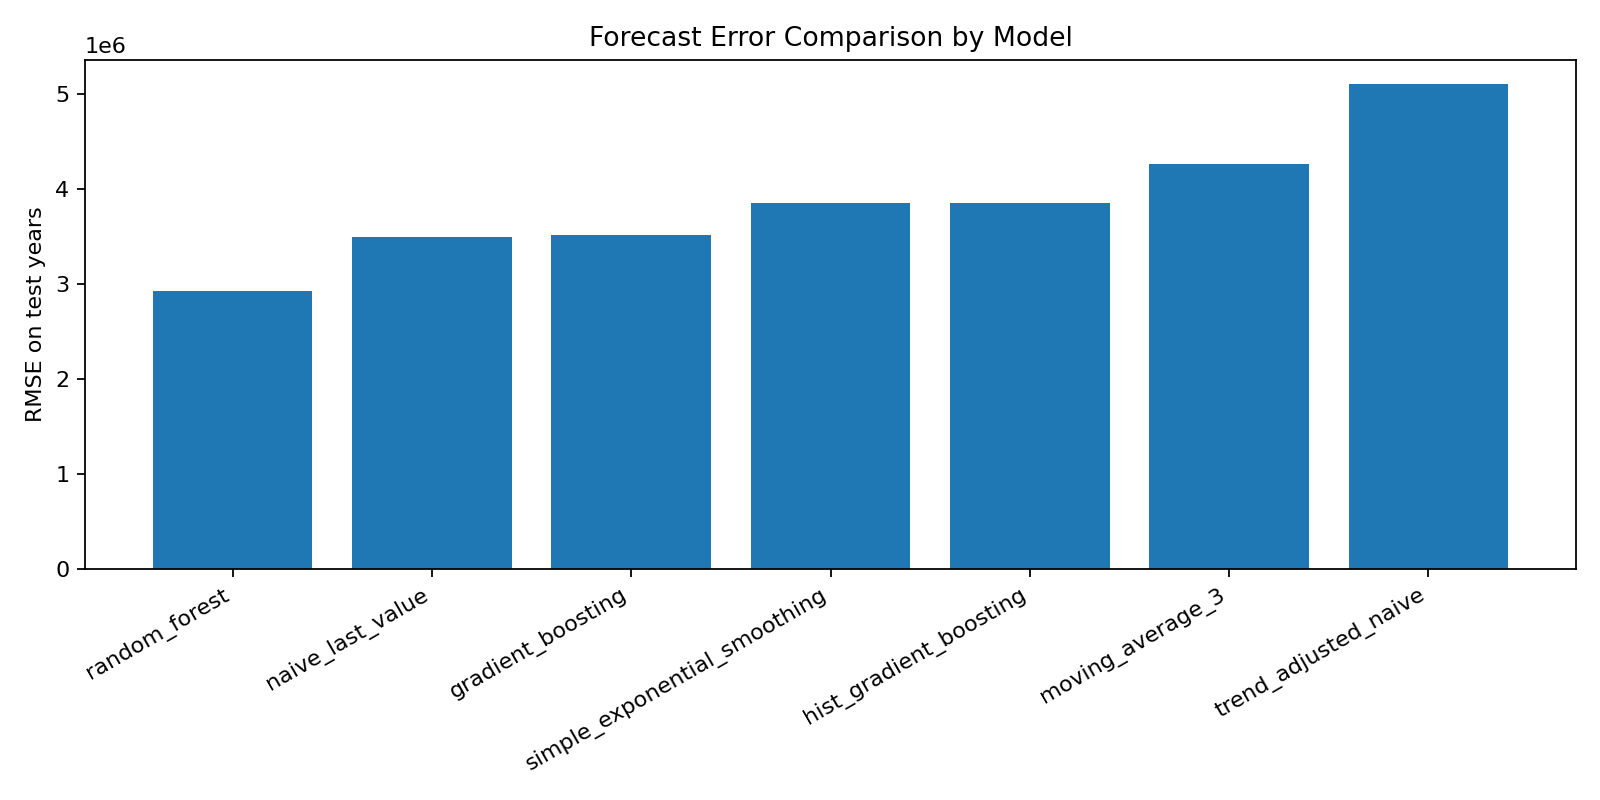 Forecast Error Comparison by Model
1e6
5
4
3
2
1
0
RMSE on test years
random_forest
naive_last_value
gradient_boosting
simple_exponential_smoothing
hist_gradient_boosting
moving_average_3
trend_adjusted_naive